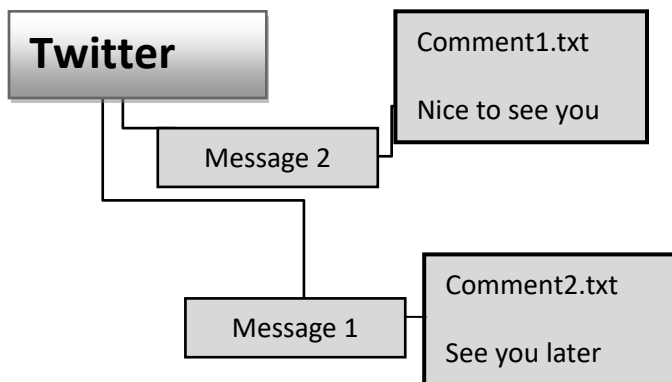 Twitter
Comment1.txt
Nice to see you
Message 2
Comment2.txt
Message 1
See you later